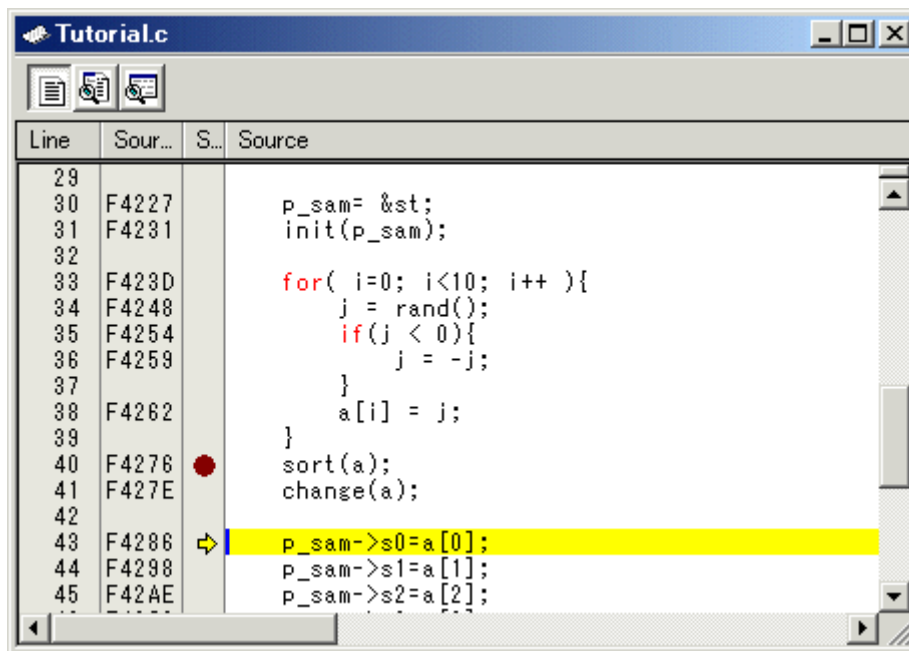 Tutorial.c
Line Sour... S... Source
29
30 F4227 p_sam= &st;
31 F4231 init(p_sam);
32
33 F423D for( i=0; i<10; i++ ){
34 F4248 j = rand();
35 F4254 if(j < 0){
36 F4259 j = -j;
37 }
38 F4262 a[i] = j;
39 }
40 F4276 sort(a);
41 F427E change(a);
42
43 F4286 p_sam->s0=a[0];
44 F4298 p_sam->s1=a[1];
45 F42AE p_sam->s2=a[2];